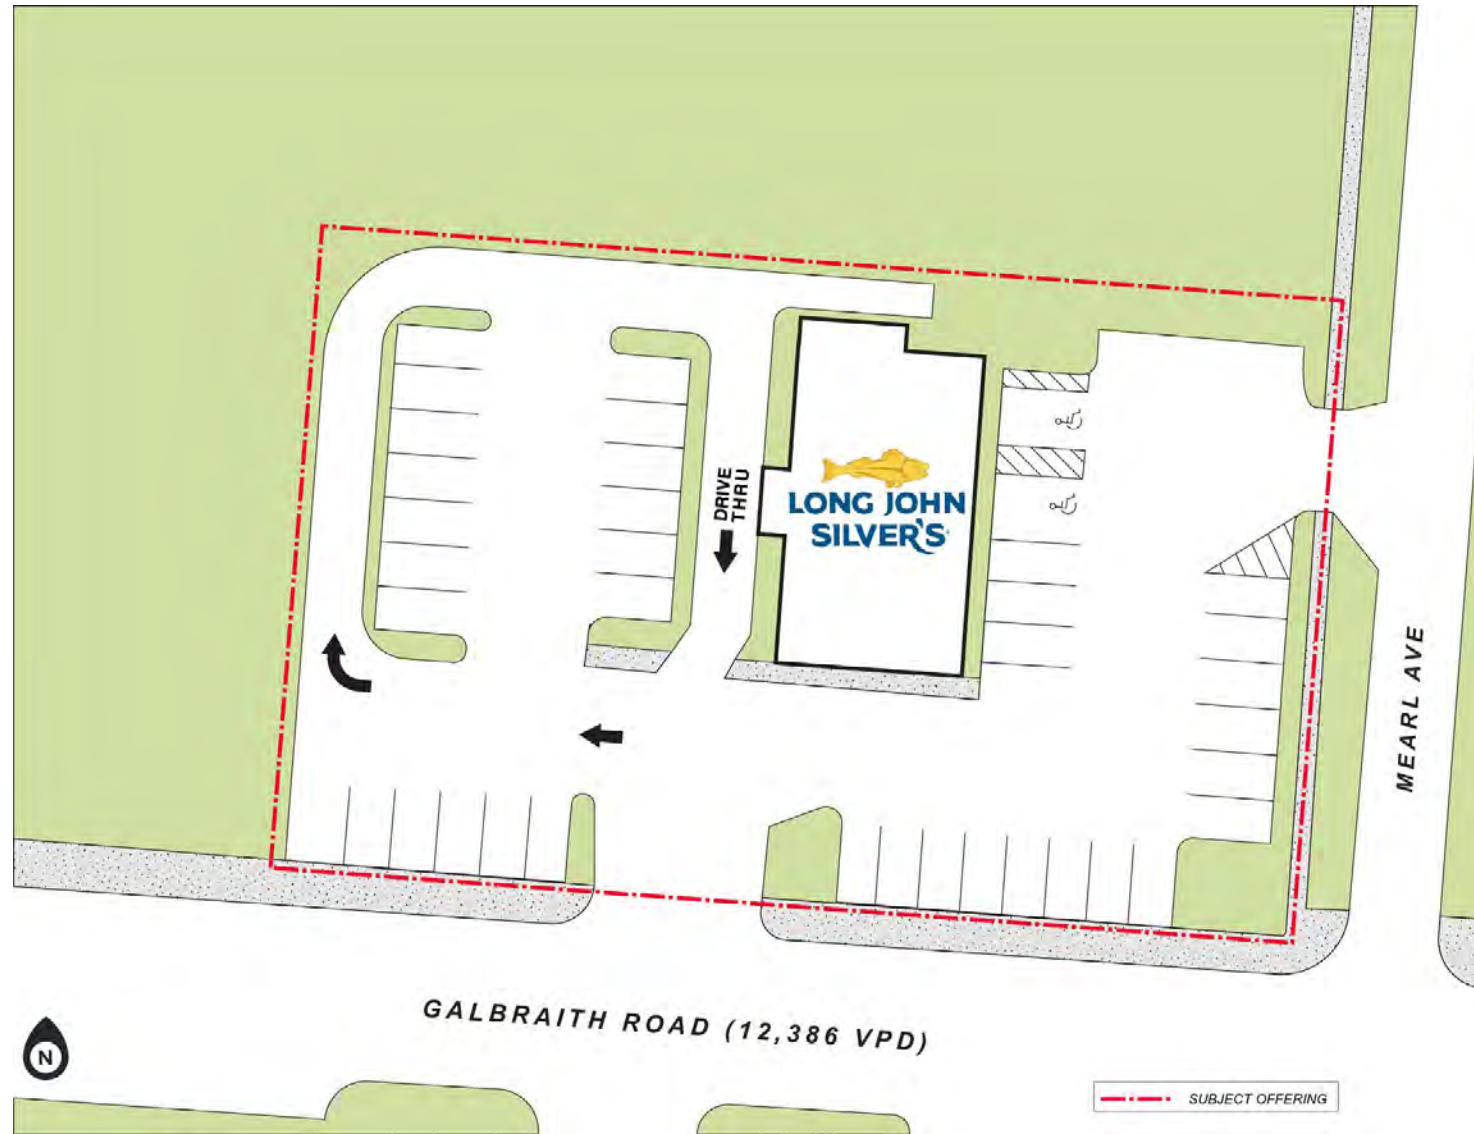 DRIVE
THRU
LONG JOHN
SILVER'S
MEARL AVE
GALBRAITH ROAD (12,386 VPD)
N
SUBJECT OFFERING